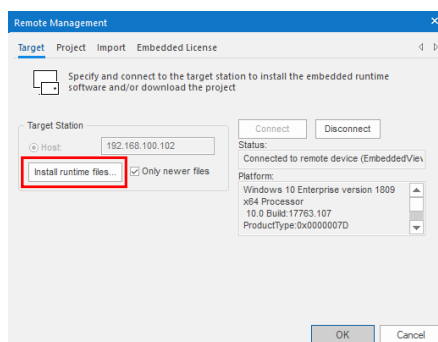 Remote Management
Target Project Import Embedded License
Specify and connect to the target station to install the embedded runtime
software and/or download the project
Target Station
Host: 192.168.100.102
Install runtime files... Only newer files
Connect Disconnect
Status:
Connected to remote device (EmbeddedView
Platform:
Windows 10 Enterprise version 1809
x64 Processor
10.0 Build:17763.107
ProductType:0x0000007D
OK Cancel